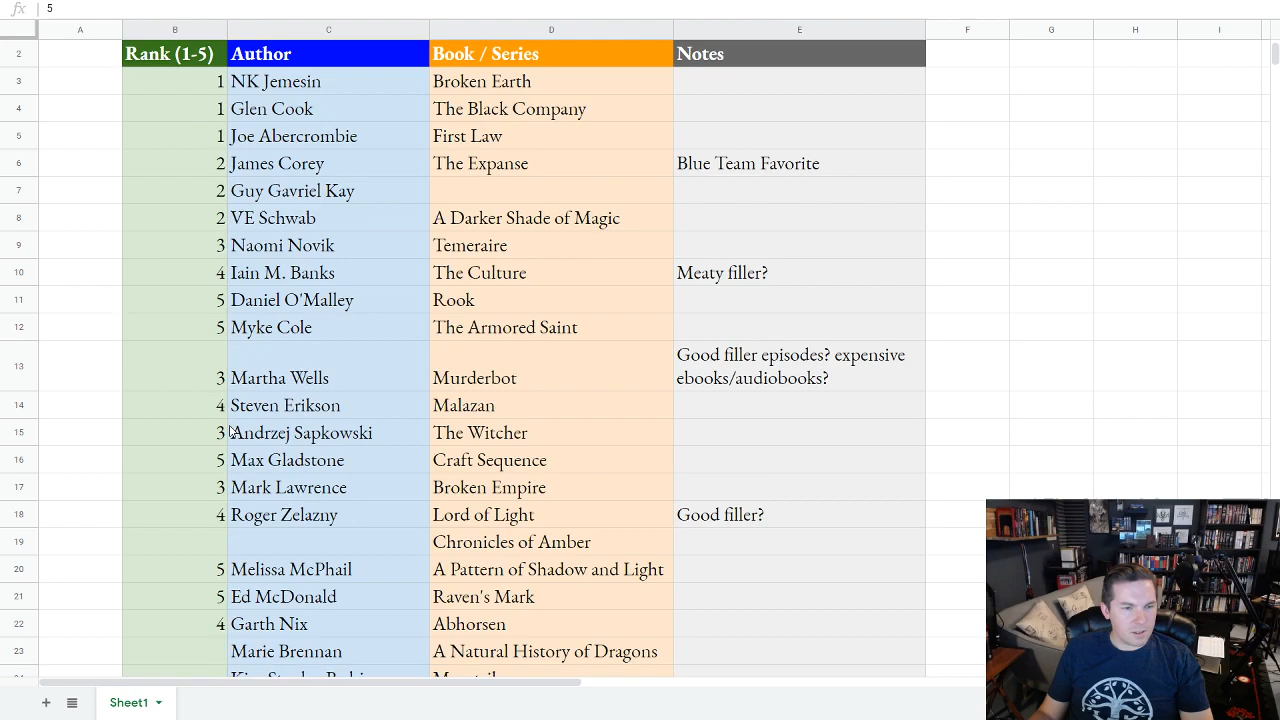 fx 5
A B C D E F G H I
2 Rank (1-5) Author Book / Series Notes
3 1 NK Jemesin Broken Earth
4 1 Glen Cook The Black Company
5 1 Joe Abercrombie First Law
6 2 James Corey The Expanse Blue Team Favorite
7 2 Guy Gavriel Kay
8 2 VE Schwab A Darker Shade of Magic
9 3 Naomi Novik Temeraire
10 4 Iain M. Banks The Culture Meaty filler?
11 5 Daniel O'Malley Rook
12 5 Myke Cole The Armored Saint
Good filler episodes? expensive
13 3 Martha Wells Murderbot ebooks/audiobooks?
14 4 Steven Erikson Malazan
15 3 Andrzej Sapkowski The Witcher
16 5 Max Gladstone Craft Sequence
17 3 Mark Lawrence Broken Empire
18 4 Roger Zelazny Lord of Light Good filler?
19 Chronicles of Amber
20 5 Melissa McPhail A Pattern of Shadow and Light
21 5 Ed McDonald Raven's Mark
22 4 Garth Nix Abhorsen
23 Marie Brennan A Natural History of Dragons
Sheet1